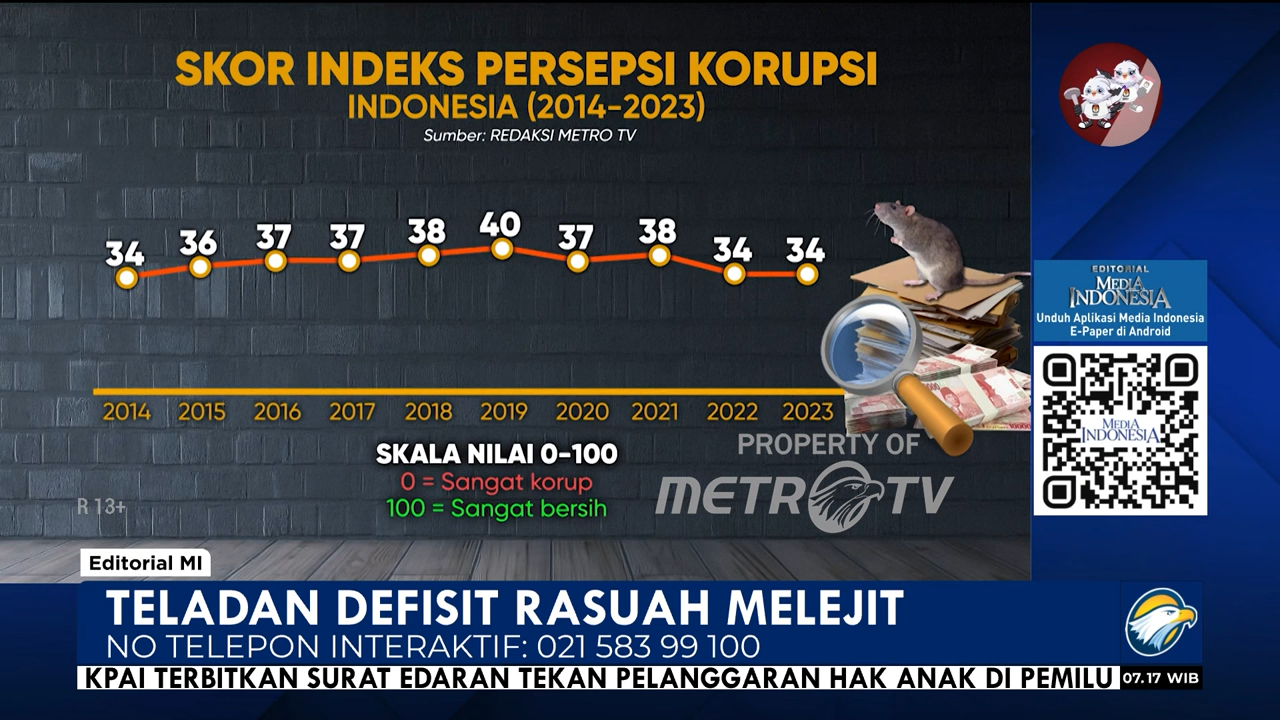 SKOR INDEKS PERSEPSI KORUPSI
INDONESIA (2014-2023)
Sumber: REDAKSI METRO TV
34 36 37 37 38 40 37 38 34 34
2014 2015 2016 2017 2018 2019 2020 2021 2022 2023
SKALA NILAI 0-100
0 = Sangat korup
100 = Sangat bersih
PROPERTY OF
METRO TV
R 13+
EDITORIAL
MEDIA
INDONESIA
Unduh Aplikasi Media Indonesia
E-Paper di Android
MEDIA
INDONESIA
Editorial MI
TELADAN DEFISIT RASUAH MELEJIT
NO TELEPON INTERAKTIF: 021 583 99 100
KPAI TERBITKAN SURAT EDARAN TEKAN PELANGGARAN HAK ANAK DI PEMILU
07.17 WIB